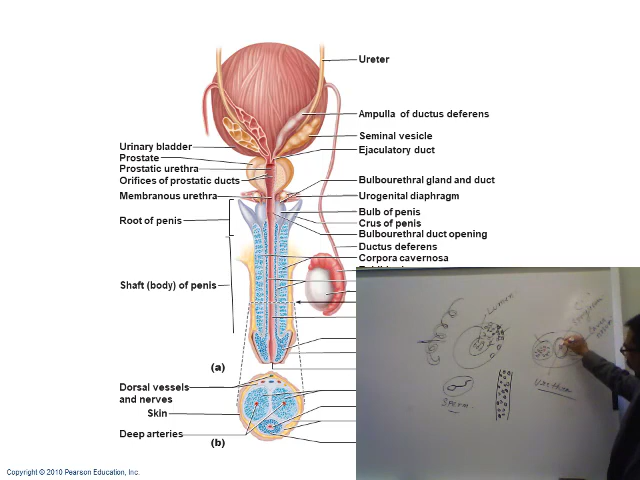 Ureter
Ampulla of ductus deferens
Seminal vesicle
Ejaculatory duct
Urinary bladder
Prostate
Prostatic urethra
Orifices of prostatic ducts
Membranous urethra
Root of penis
Shaft (body) of penis
Bulbourethral gland and duct
Urogenital diaphragm
Bulb of penis
Crus of penis
Bulbourethral duct opening
Ductus deferens
Corpora cavernosa
(a)
Dorsal vessels
and nerves
Skin
Deep arteries
(b)
Lumen
Sperm
Urethra
Copyright © 2010 Pearson Education, Inc.